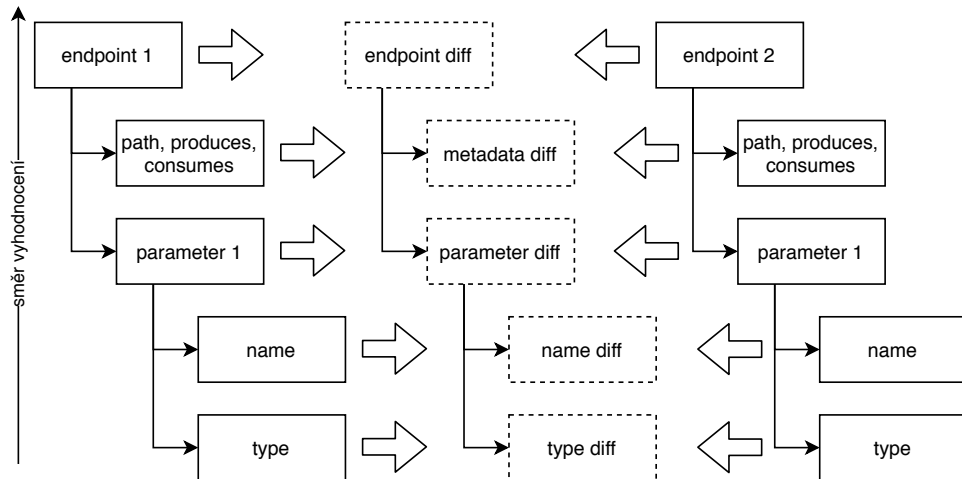 endpoint 1
endpoint diff
endpoint 2
path, produces,
consumes
metadata diff
path, produces,
consumes
parameter 1
parameter diff
parameter 1
name
name diff
name
type
type diff
type
směr vyhodnocení